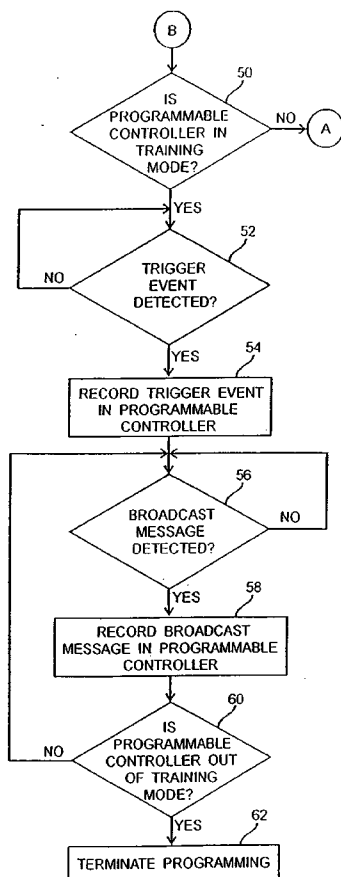 B
50
IS
PROGRAMMABLE
CONTROLLER IN
TRAINING
MODE?
NO
A
YES
52
TRIGGER
EVENT
DETECTED?
NO
YES
54
RECORD TRIGGER EVENT
IN PROGRAMMABLE
CONTROLLER
56
BROADCAST
MESSAGE
DETECTED?
NO
YES
58
RECORD BROADCAST
MESSAGE IN PROGRAMMABLE
CONTROLLER
60
IS
PROGRAMMABLE
CONTROLLER OUT
OF TRAINING
MODE?
NO
YES
62
TERMINATE PROGRAMMING